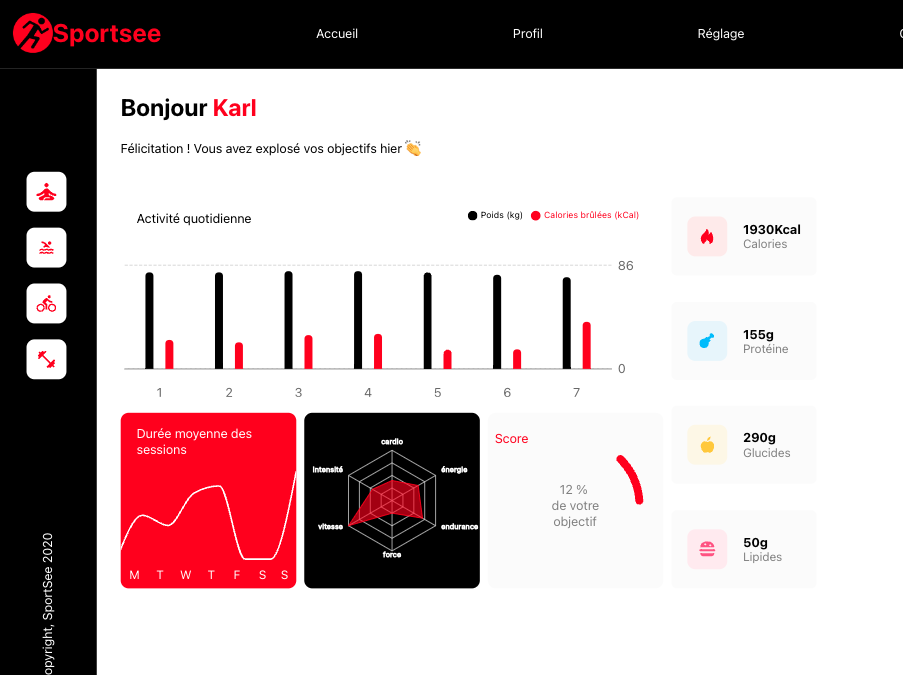 Sportsee
Accueil
Profil
Réglage
Bonjour Karl
Félicitation ! Vous avez explosé vos objectifs hier 👏
Activité quotidienne
Poids (kg)
Calories brûlées (kCal)
86
0
1 2 3 4 5 6 7
1930Kcal
Calories
155g
Protéine
290g
Glucides
50g
Lipides
Durée moyenne des
sessions
M T W T F S S
cardio
intensité
énergie
vitesse
endurance
force
Score
12 %
de votre
objectif
opyright, SportSee 2020